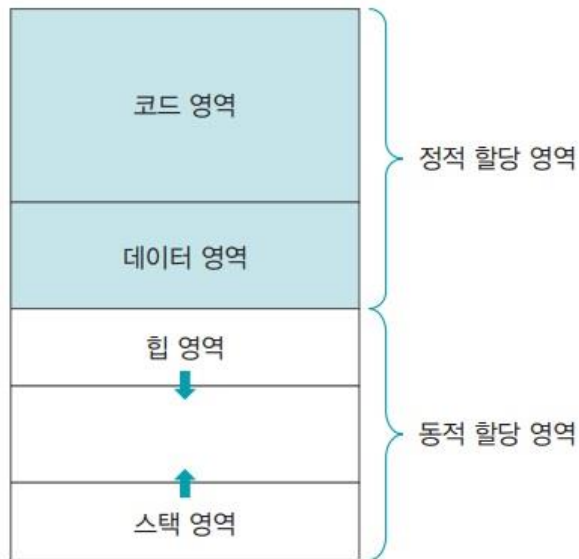 코드 영역
정적 할당 영역
데이터 영역
힙 영역
동적 할당 영역
스택 영역